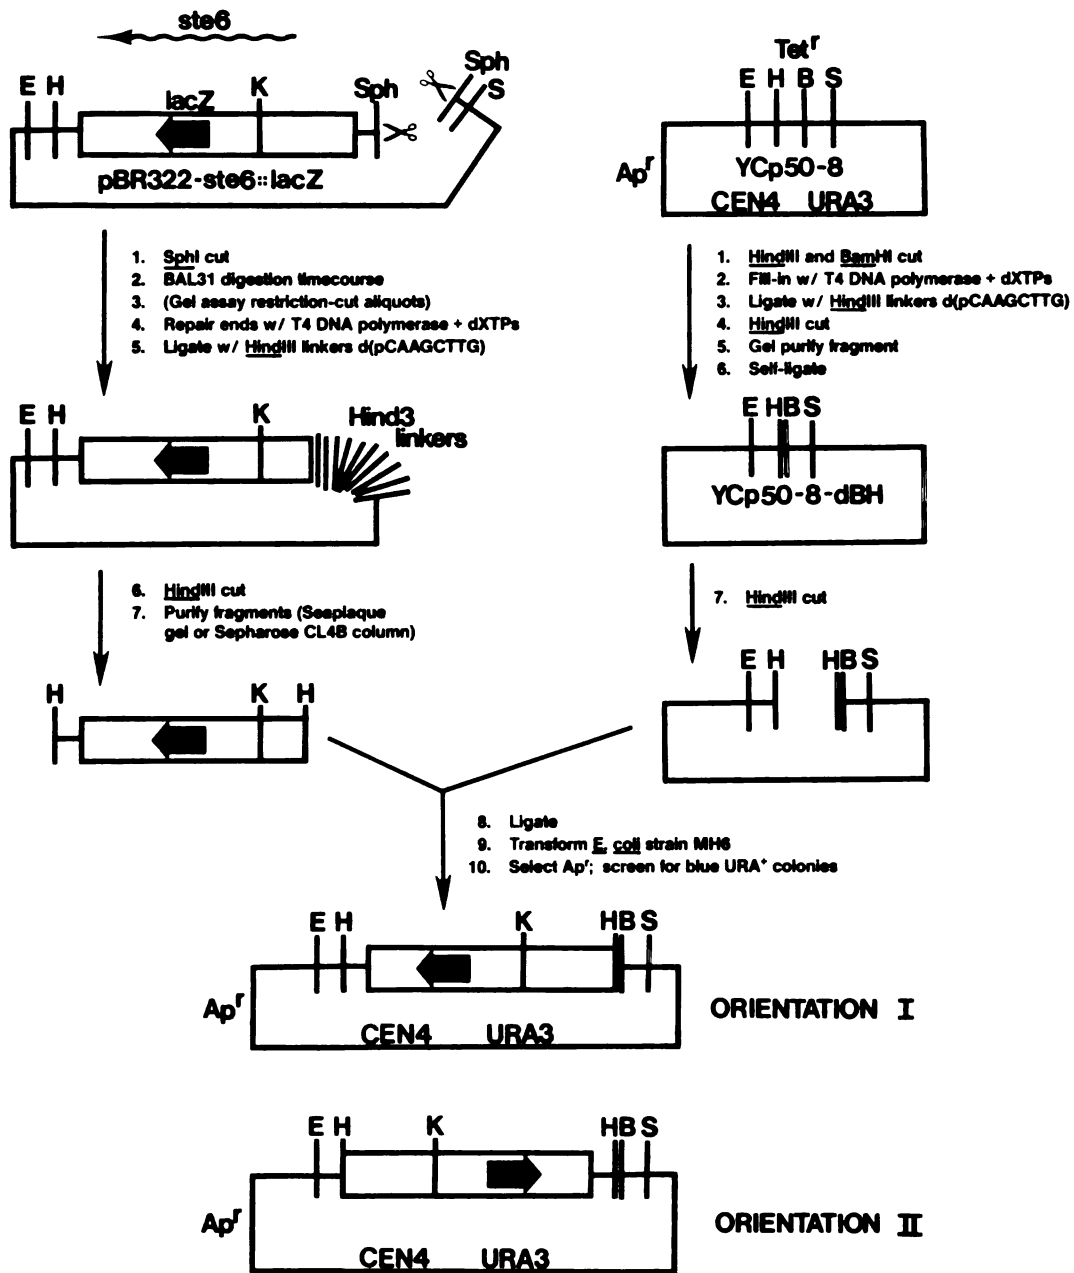 ste6
E H lacZ K Sph Sph S
pBR322-ste6::lacZ
Tetʳ
E H B S
Apʳ
YCp50-8
CEN4 URA3
1. SphI cut
2. BAL31 digestion timecourse
3. (Gel assay restriction-cut aliquots)
4. Repair ends w/ T4 DNA polymerase + dXTPs
5. Ligate w/ HindIII linkers d(pCAAGCTTG)
1. HindIII and BamHI cut
2. Fill-in w/ T4 DNA polymerase + dXTPs
3. Ligate w/ HindIII linkers d(pCAAGCTTG)
4. HindIII cut
5. Gel purify fragment
6. Self-ligate
E H K Hind3
linkers
E HB S
YCp50-8-dBH
6. HindIII cut
7. Purify fragments (Seaplaque
gel or Sepharose CL4B column)
7. HindIII cut
H K H
E H HB S
8. Ligate
9. Transform E. coli strain MH6
10. Select Apʳ; screen for blue URA⁺ colonies
E H K HB S
Apʳ
CEN4 URA3
ORIENTATION I
E H K HB S
Apʳ
CEN4 URA3
ORIENTATION II